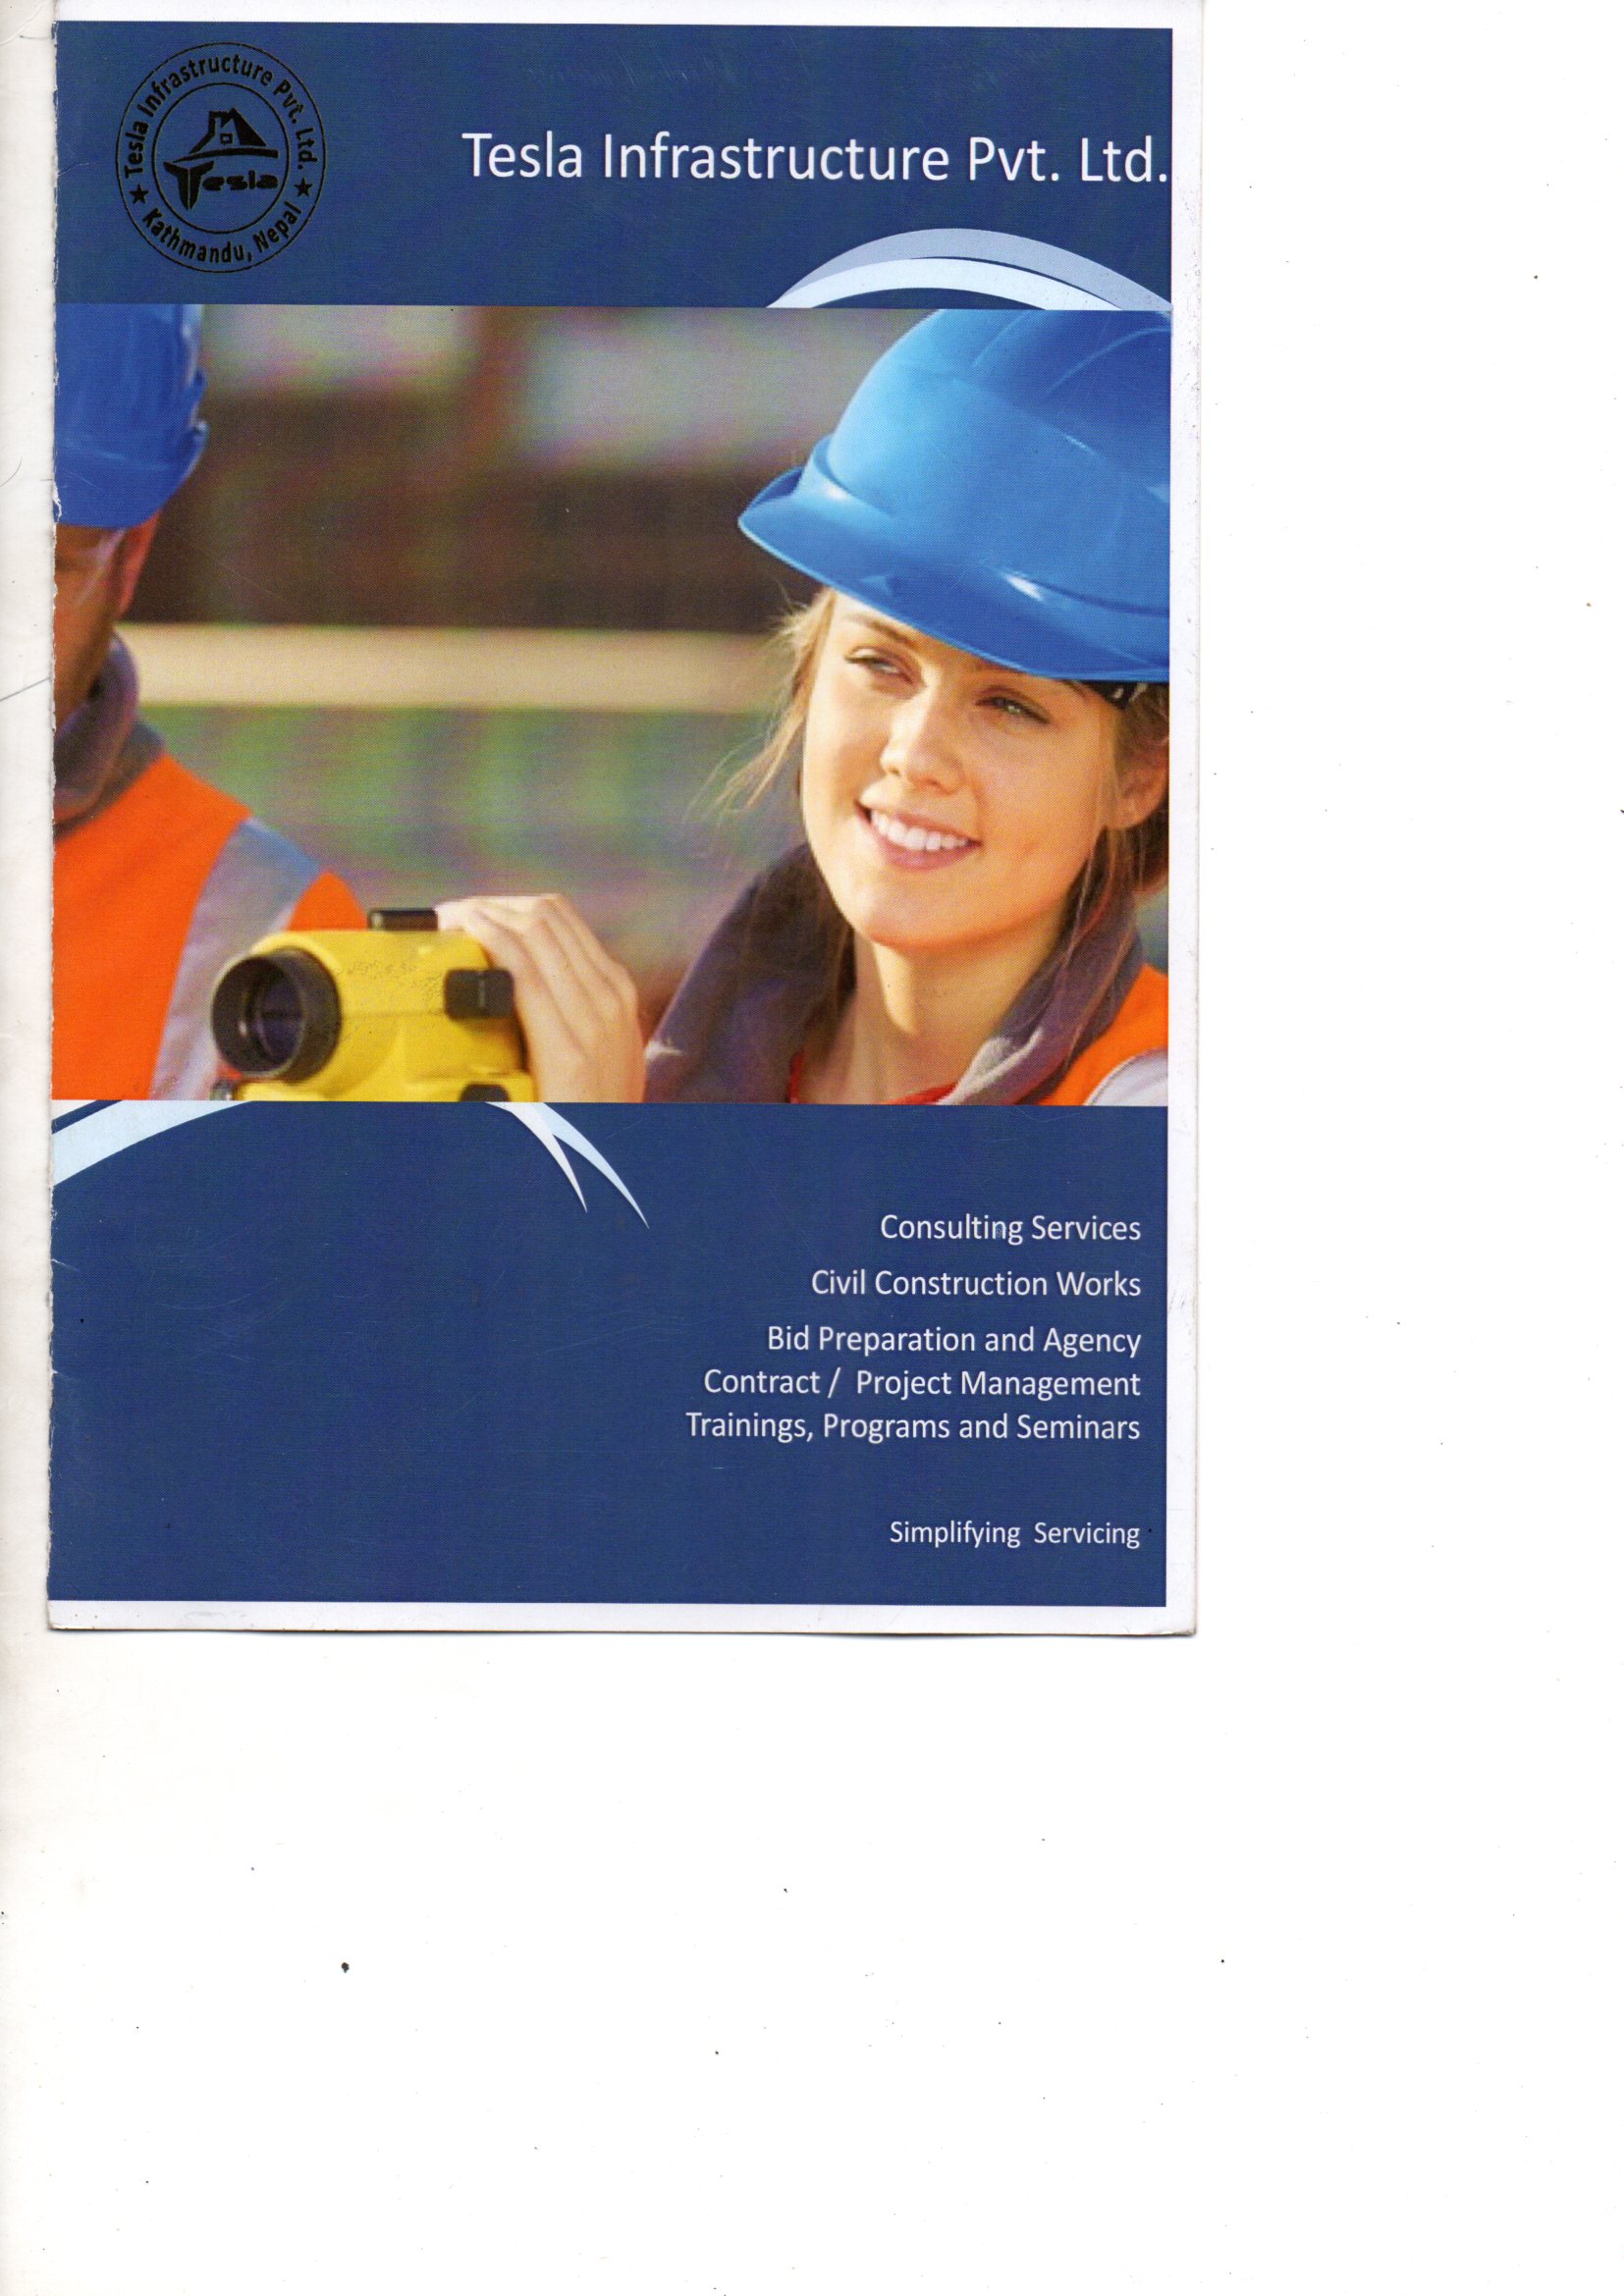 Tesla Infrastructure Pvt. Ltd.
Kathmandu, Nepal
Tesla
Tesla Infrastructure Pvt. Ltd.
Consulting Services
Civil Construction Works
Bid Preparation and Agency
Contract / Project Management
Trainings, Programs and Seminars
Simplifying Servicing